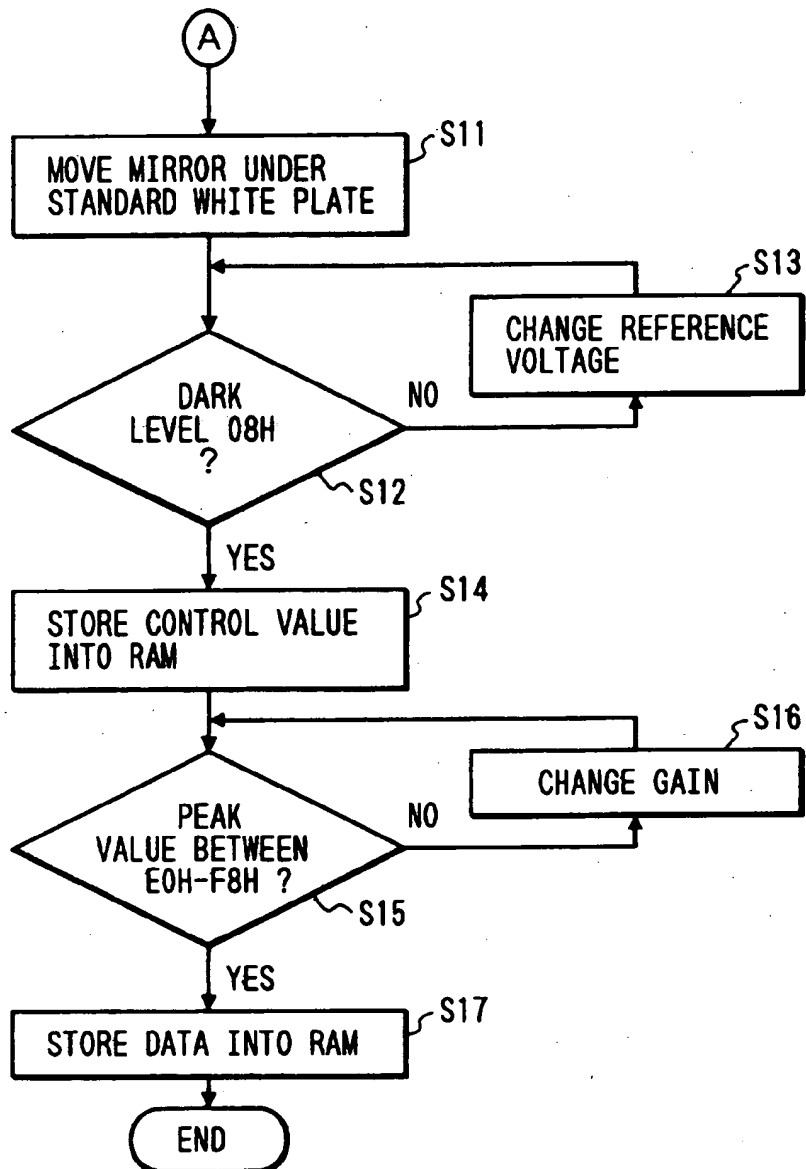 A
S11
MOVE MIRROR UNDER
STANDARD WHITE PLATE
S13
CHANGE REFERENCE
VOLTAGE
DARK
LEVEL 08H
?
NO
S12
YES
S14
STORE CONTROL VALUE
INTO RAM
S16
CHANGE GAIN
PEAK
VALUE BETWEEN
E0H-F8H ?
NO
S15
YES
S17
STORE DATA INTO RAM
END